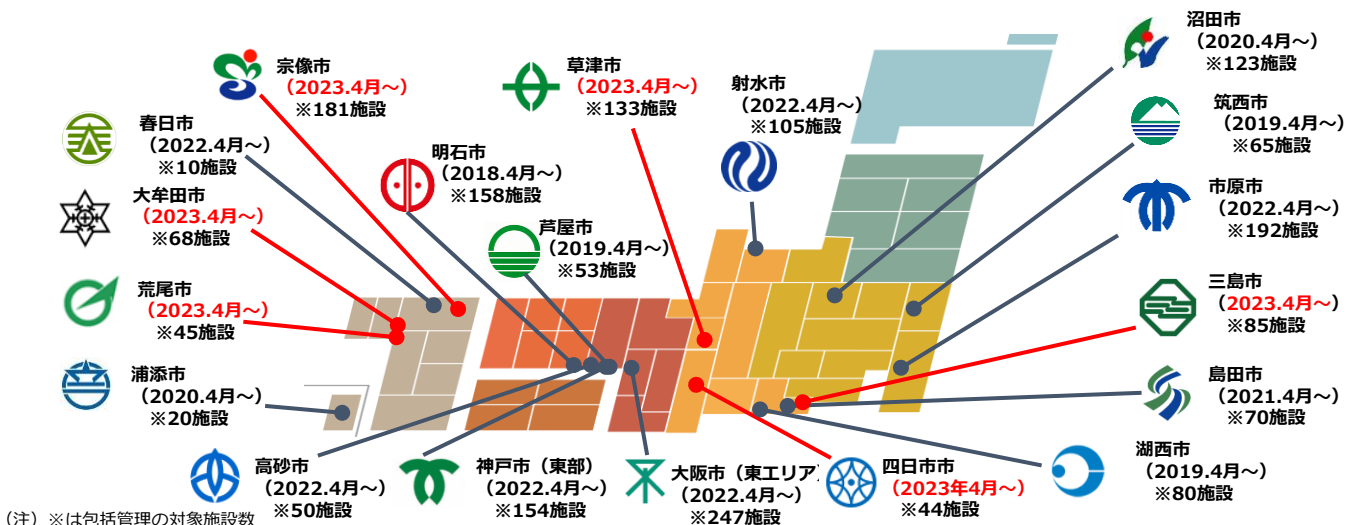 宗像市
(2023.4月～)
※181施設
草津市
(2023.4月～)
※133施設
射水市
(2022.4月～)
※105施設
沼田市
(2020.4月～)
※123施設
春日市
(2022.4月～)
※10施設
明石市
(2018.4月～)
※158施設
筑西市
(2019.4月～)
※65施設
大牟田市
(2023.4月～)
※68施設
芦屋市
(2019.4月～)
※53施設
市原市
(2022.4月～)
※192施設
荒尾市
(2023.4月～)
※45施設
三島市
(2023.4月～)
※85施設
浦添市
(2020.4月～)
※20施設
島田市
(2021.4月～)
※70施設
高砂市
(2022.4月～)
※50施設
神戸市（東部）
(2022.4月～)
※154施設
大阪市（東エリア）
(2022.4月～)
※247施設
四日市市
(2023年4月～)
※44施設
湖西市
(2019.4月～)
※80施設
（注）※は包括管理の対象施設数